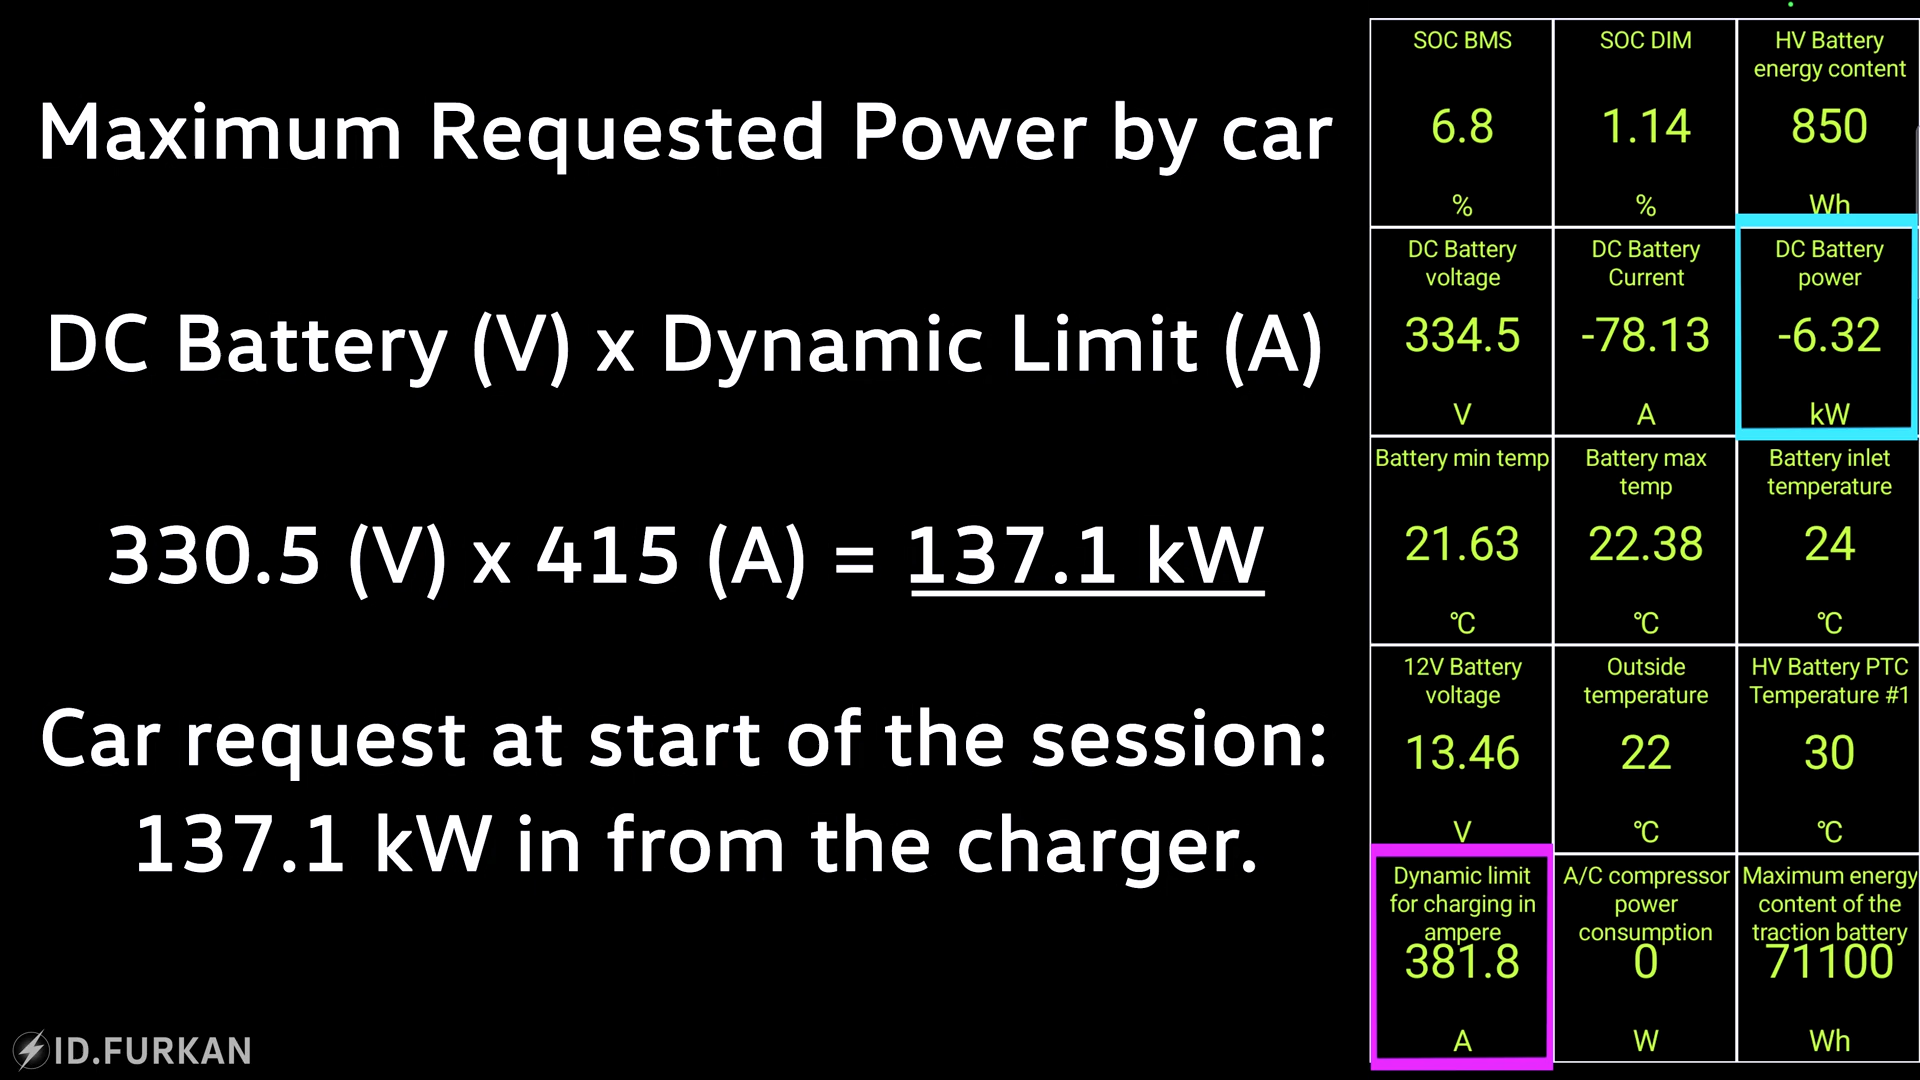 Maximum Requested Power by car
DC Battery (V) x Dynamic Limit (A)
330.5 (V) x 415 (A) = 137.1 kW
Car request at start of the session:
137.1 kW in from the charger.
ID.FURKAN
SOC BMS
6.8
%
SOC DIM
1.14
%
HV Battery
energy content
850
Wh
DC Battery
voltage
334.5
V
DC Battery
Current
-78.13
A
DC Battery
power
-6.32
kW
Battery min temp
21.63
°C
Battery max
temp
22.38
°C
Battery inlet
temperature
24
°C
12V Battery
voltage
13.46
V
Outside
temperature
22
°C
HV Battery PTC
Temperature #1
30
°C
Dynamic limit
for charging in
ampere
381.8
A
A/C compressor
power
consumption
0
W
Maximum energy
content of the
traction battery
71100
Wh